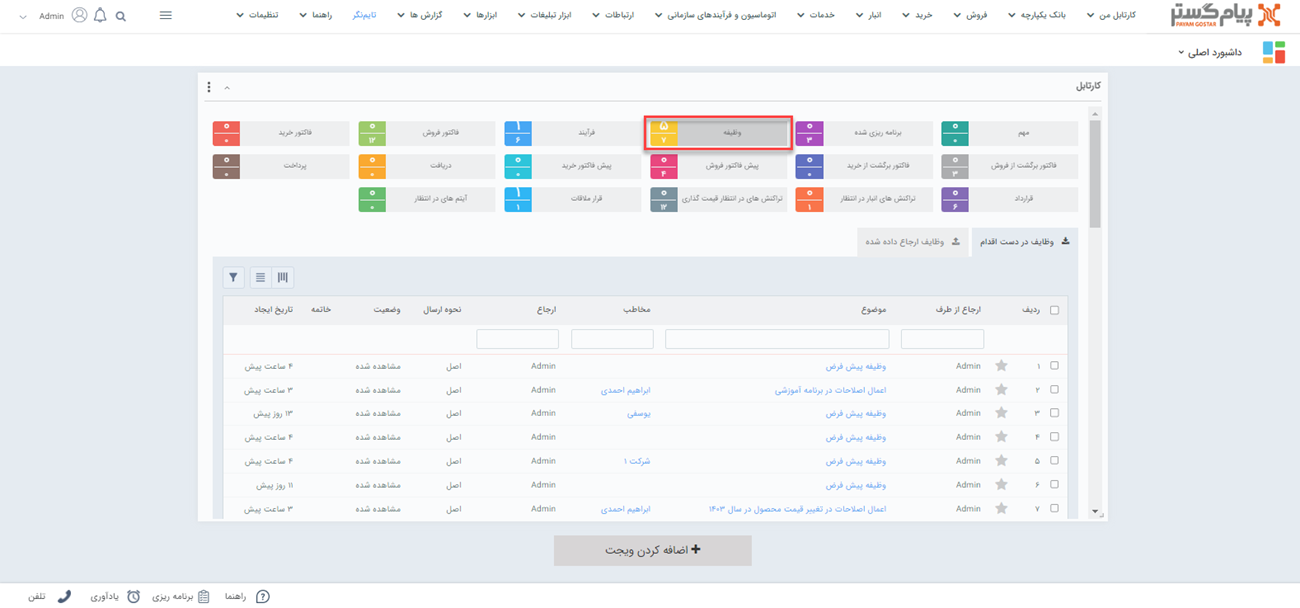 پیام‌گستر
PAYAM GOSTAR
کارتابل من
بانک یکپارچه
فروش
خرید
انبار
خدمات
اتوماسیون و فرآیندهای سازمانی
ارتباطات
ابزار تبلیغات
ابزارها
گزارش ها
تایم‌نگر
راهنما
تنظیمات
Admin
داشبورد اصلی
کارتابل
مهم ۰ ۰
برنامه ریزی شده ۰ ۳
وظیفه ۵ ۷
فرآیند ۱ ۶
فاکتور فروش ۰ ۱۲
فاکتور خرید ۰ ۰
فاکتور برگشت از فروش ۰ ۳
فاکتور برگشت از خرید ۰ ۰
پیش فاکتور فروش ۰ ۴
پیش فاکتور خرید ۰ ۰
دریافت ۰ ۰
پرداخت ۰ ۰
قرارداد ۰ ۶
تراکنش های انبار در انتظار ۰ ۱
تراکنش های در انتظار قیمت گذاری ۰ ۱۲
قرار ملاقات ۱ ۱
آیتم های در انتظار ۰ ۰
وظایف در دست اقدام
وظایف ارجاع داده شده
ردیف ارجاع از طرف موضوع مخاطب ارجاع نحوه ارسال وضعیت خاتمه تاریخ ایجاد
۱ Admin وظیفه پیش فرض Admin اصل مشاهده شده ۴ ساعت پیش
۲ Admin اعمال اصلاحات در برنامه آموزشی ابراهیم احمدی Admin اصل مشاهده شده ۳ ساعت پیش
۳ Admin وظیفه پیش فرض یوسفی Admin اصل مشاهده شده ۱۳ روز پیش
۴ Admin وظیفه پیش فرض Admin اصل مشاهده شده ۴ ساعت پیش
۵ Admin وظیفه پیش فرض شرکت ۱ Admin اصل مشاهده شده ۴ ساعت پیش
۶ Admin وظیفه پیش فرض Admin اصل مشاهده شده ۱۱ روز پیش
۷ Admin اعمال اصلاحات در تغییر قیمت محصول در سال ۱۴۰۳ ابراهیم احمدی Admin اصل مشاهده شده ۳ ساعت پیش
اضافه کردن ویجت
راهنما
برنامه ریزی
یادآوری
تلفن